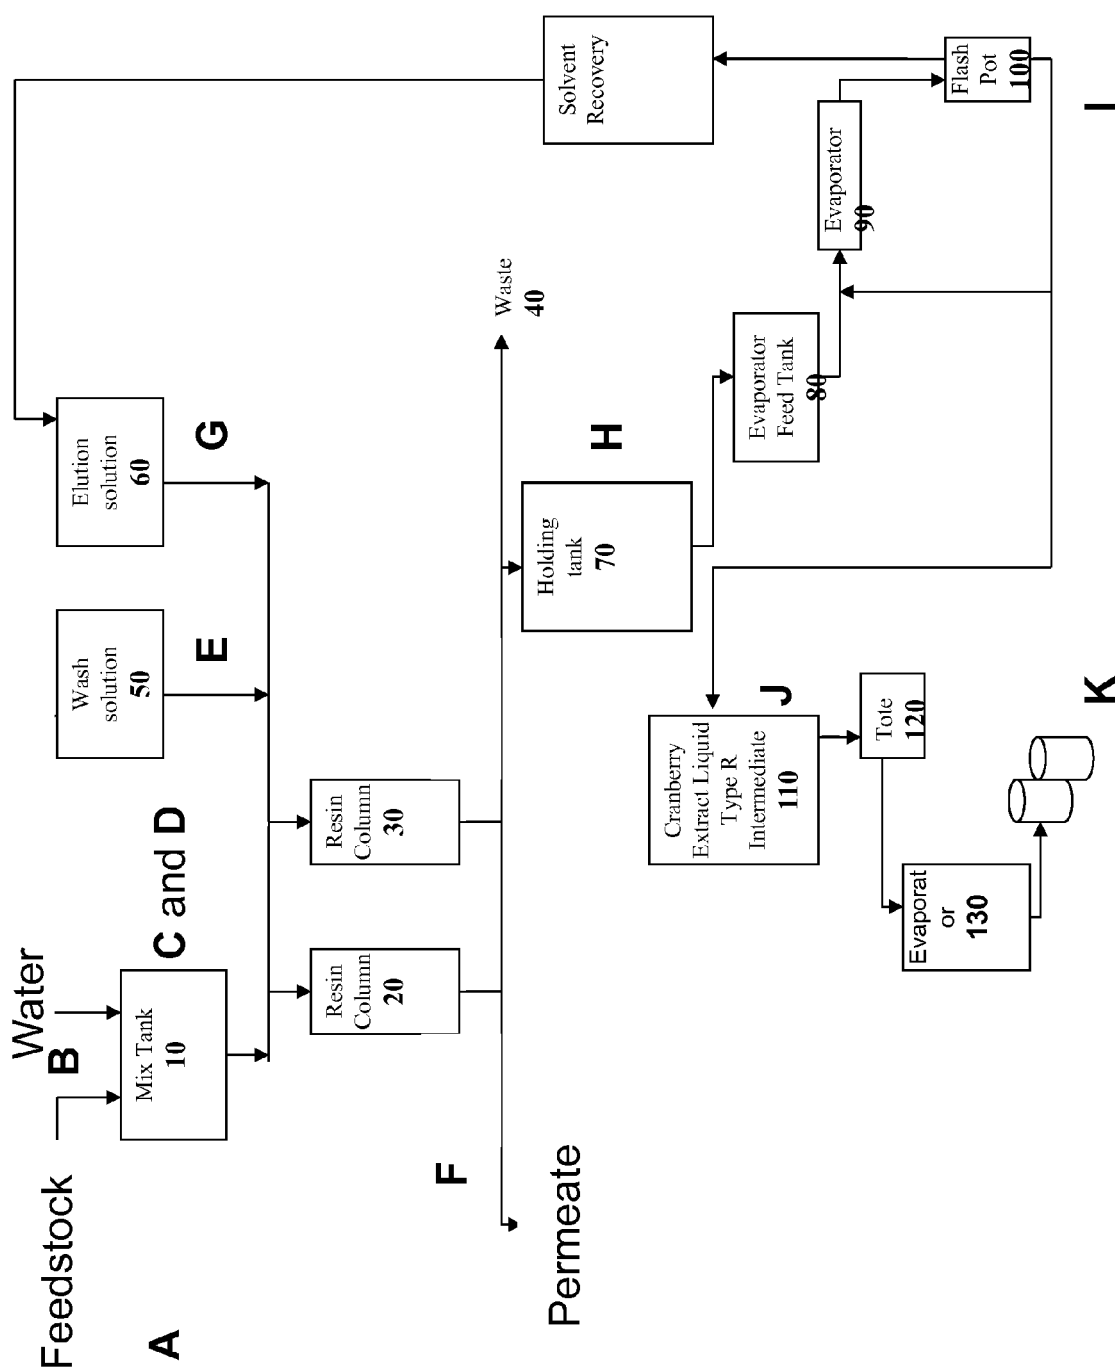 Feedstock
A
B
Water
Mix Tank
10
C and D
Wash
solution
50
E
Elution
solution
60
G
Resin
Column
20
Resin
Column
30
F
Permeate
Waste
40
Holding
tank
70
H
Solvent
Recovery
Evaporator
Feed Tank
80
Evaporator
90
Flash
Pot
100
I
Cranberry
Extract Liquid
Type R
Intermediate
110
J
Tote
120
Evaporat
or
130
K